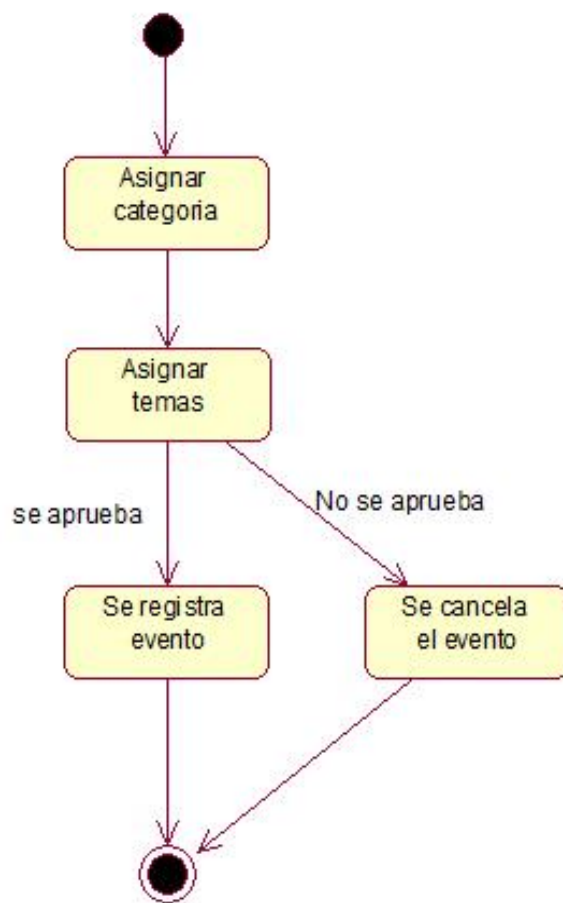 Asignar
categoria
Asignar
temas
se aprueba
No se aprueba
Se registra
evento
Se cancela
el evento